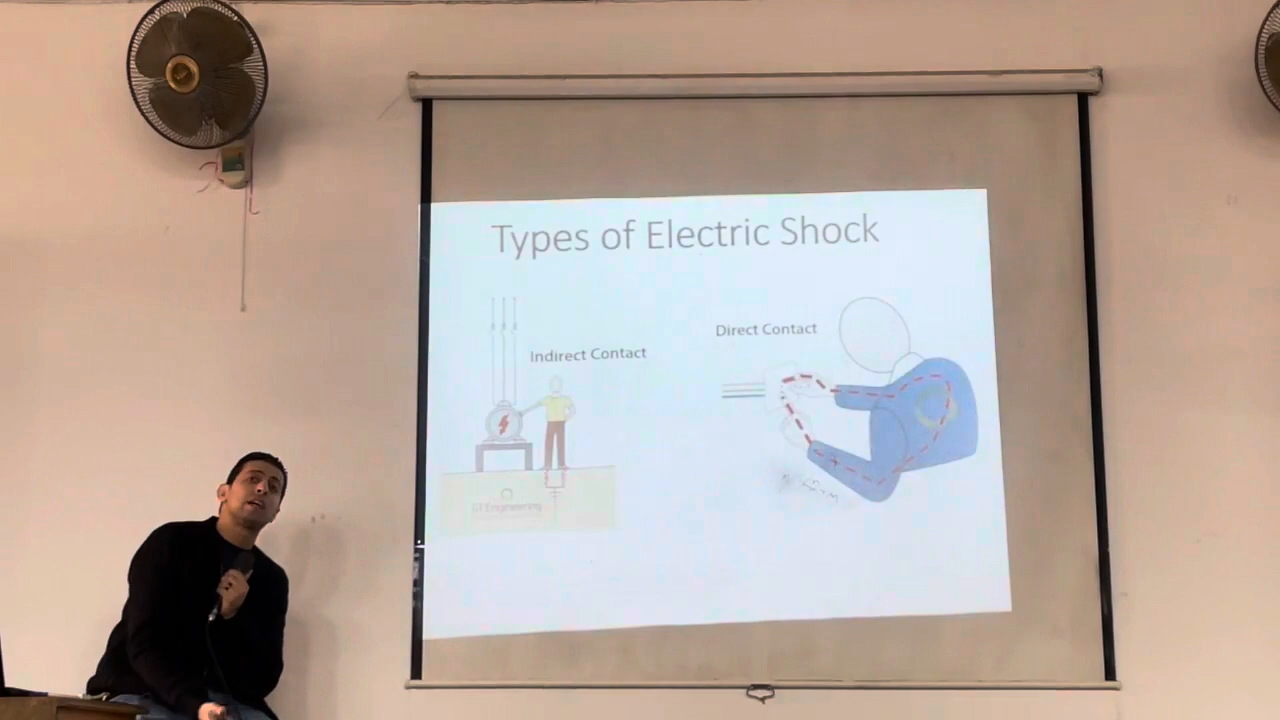 Types of Electric Shock
Direct Contact
Indirect Contact
GT Engineering